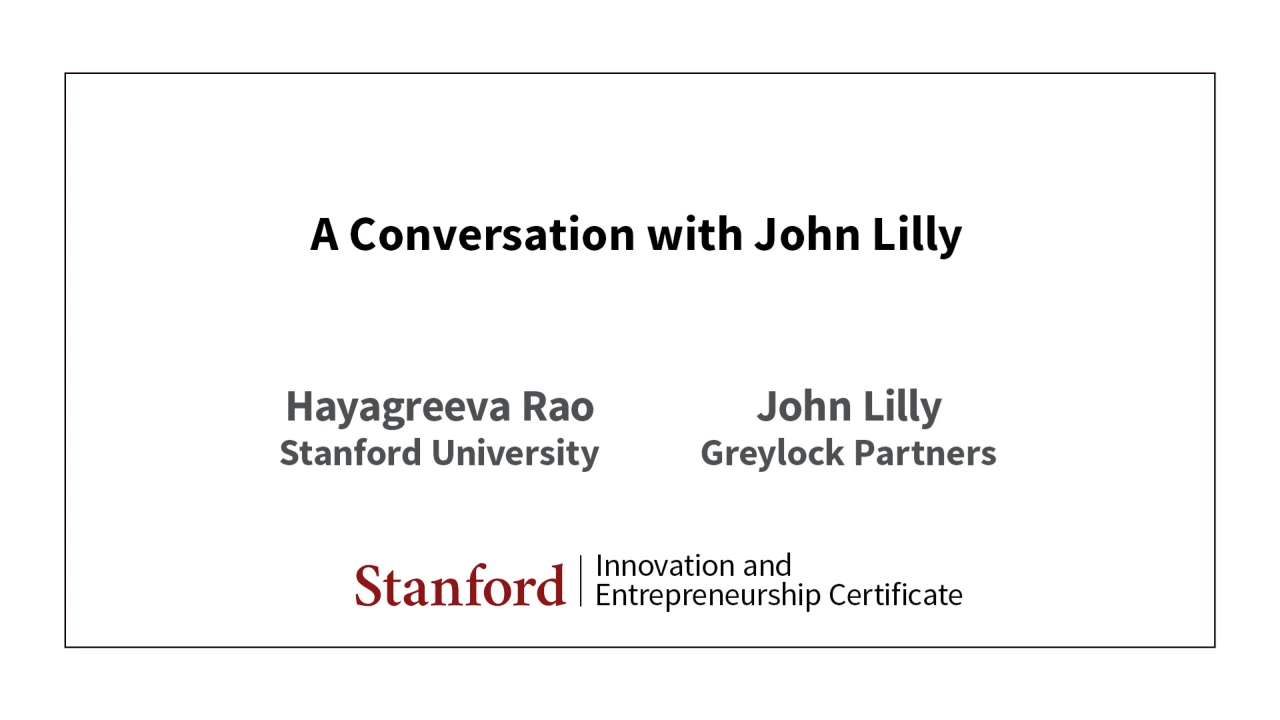 A Conversation with John Lilly
Hayagreeva Rao
Stanford University
John Lilly
Greylock Partners
Stanford
Innovation and
Entrepreneurship Certificate